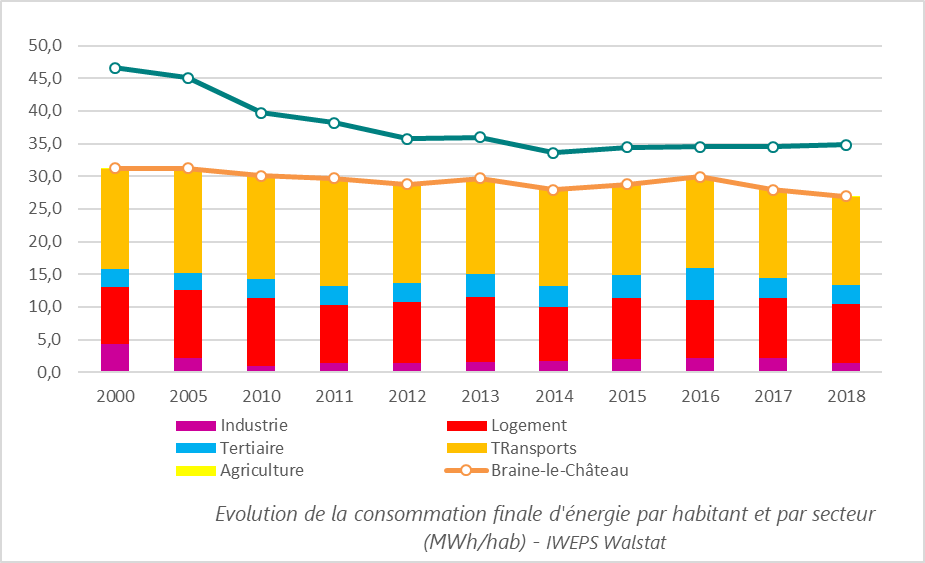 50,0
45,0
40,0
35,0
30,0
25,0
20,0
15,0
10,0
5,0
0,0
2000 2005 2010 2011 2012 2013 2014 2015 2016 2017 2018
Industrie Logement
Tertiaire TRansports
Agriculture Braine-le-Château
Evolution de la consommation finale d'énergie par habitant et par secteur
(MWh/hab) - IWEPS Walstat